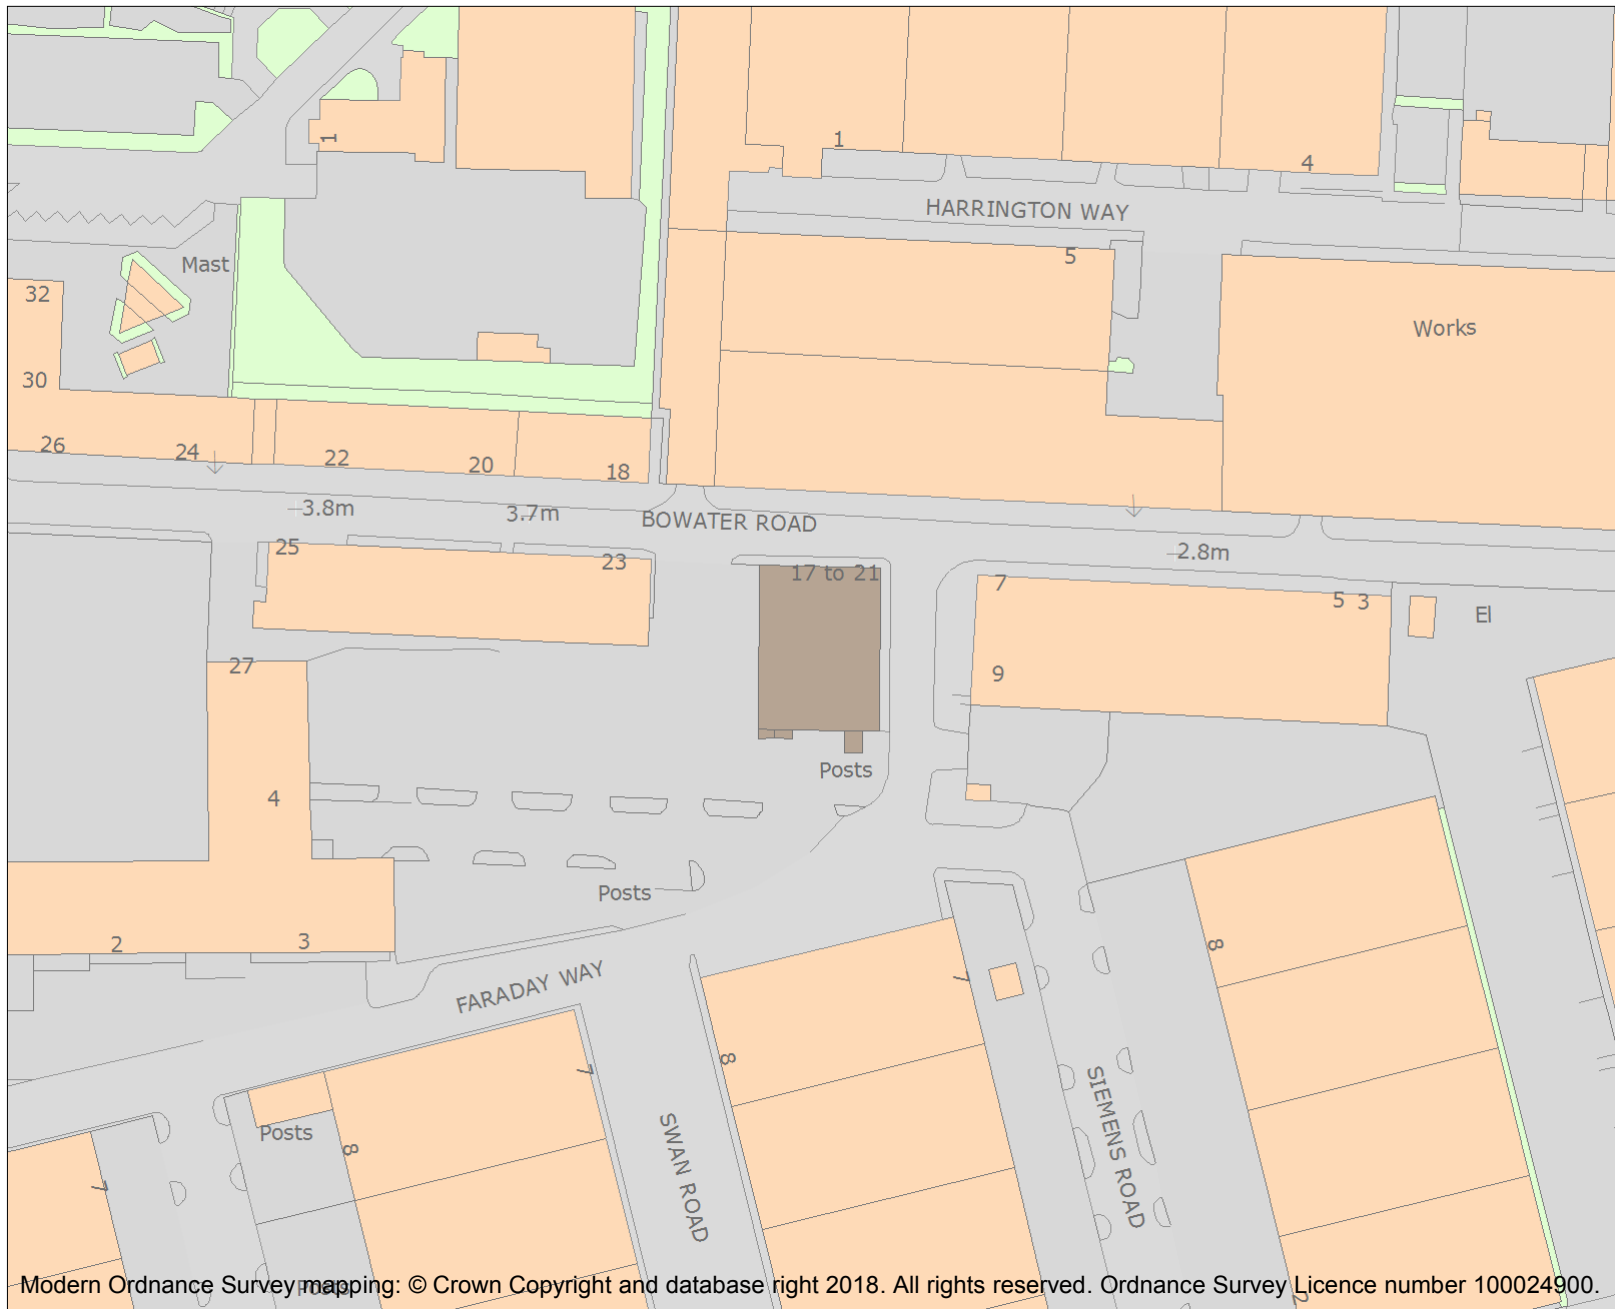 1
1
4
HARRINGTON WAY
5
Mast
32
Works
30
26
24
22
20
18
3.8m
3.7m
BOWATER ROAD
2.8m
25
23
17 to 21
7
5
3
El
27
9
4
Posts
Posts
2
3
8
7
FARADAY WAY
8
7
SIEMENS ROAD
SWAN ROAD
Posts
8
7
Posts
2
Modern Ordnance Survey mapping: © Crown Copyright and database right 2018. All rights reserved. Ordnance Survey Licence number 100024900.